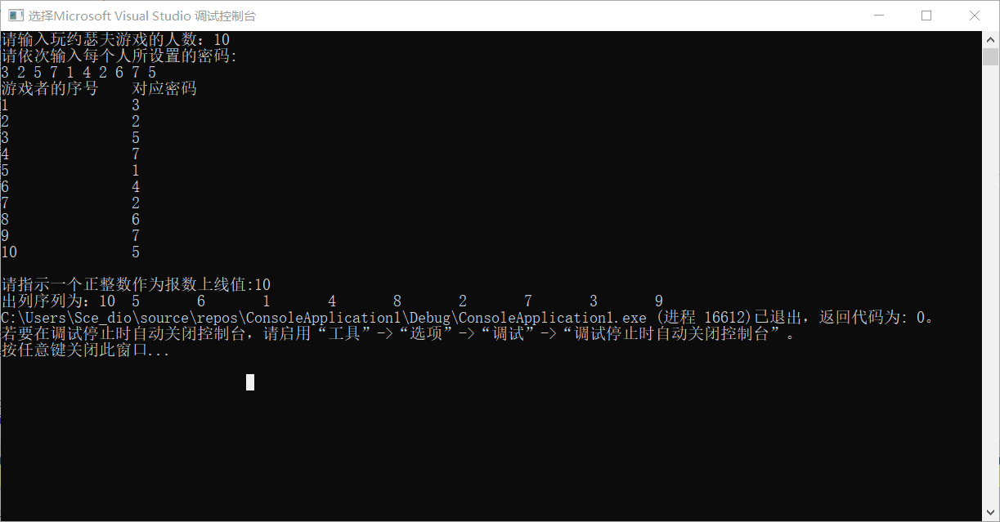 选择Microsoft Visual Studio 调试控制台
请输入玩约瑟夫游戏的人数：10
请依次输入每个人所设置的密码:
3 2 5 7 1 4 2 6 7 5
游戏者的序号    对应密码
1               3
2               2
3               5
4               7
5               1
6               4
7               2
8               6
9               7
10              5
请指示一个正整数作为报数上线值:10
出列序列为：10  5       6       1       4       8       2       7       3       9
C:\Users\Sce_dio\source\repos\ConsoleApplication1\Debug\ConsoleApplication1.exe (进程 16612)已退出，返回代码为: 0。
若要在调试停止时自动关闭控制台，请启用“工具”->“选项”->“调试”->“调试停止时自动关闭控制台”。
按任意键关闭此窗口...